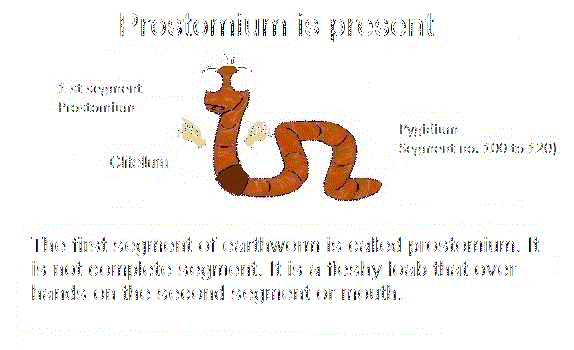 Prostomium is present
1 st segment
Prostomium
Clitellum
Pygidium
Segment no. 100 to 120)
The first segment of earthworm is called prostomium. It
is not complete segment. It is a fleshy loab that over
hands on the second segment or mouth.